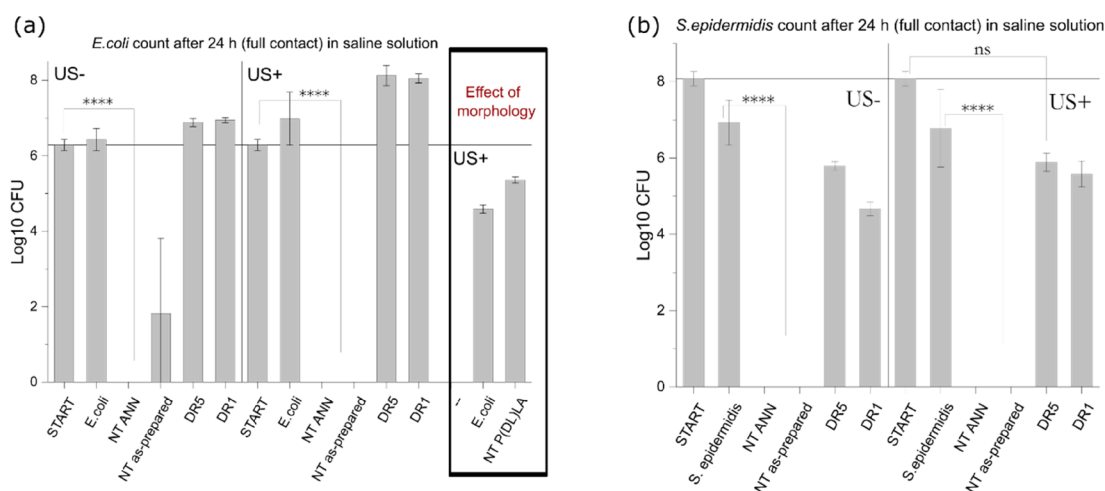 (a)
E.coli count after 24 h (full contact) in saline solution
US-
US+
****
****
Effect of
morphology
US+
Log10 CFU
8
6
4
2
0
START
E.coli
NT ANN
NT as-prepared
DR5
DR1
START
E.coli
NT ANN
NT as-prepared
DR5
DR1
--
E.coli
NT P(DL)LA
(b)
S.epidermidis count after 24 h (full contact) in saline solution
ns
US-
US+
****
****
Log10 CFU
8
6
4
2
0
START
S. epidermidis
NT ANN
NT as-prepared
DR5
DR1
START
S.epidermidis
NT ANN
NT as-prepared
DR5
DR1